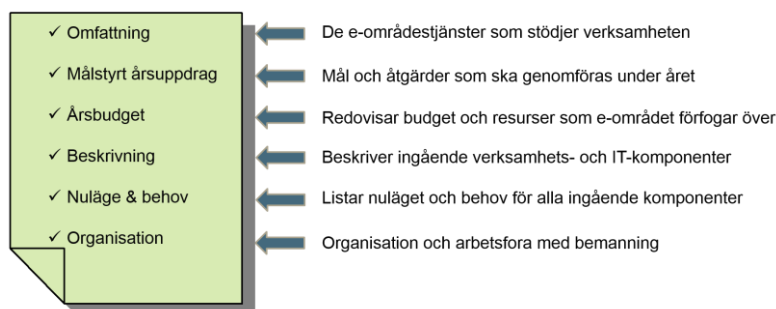 ✓ Omfattning
De e-områdestjänster som stödjer verksamheten
✓ Målstyrt årsuppdrag
Mål och åtgärder som ska genomföras under året
✓ Årsbudget
Redovisar budget och resurser som e-området förfogar över
✓ Beskrivning
Beskriver ingående verksamhets- och IT-komponenter
✓ Nuläge & behov
Listar nuläget och behov för alla ingående komponenter
✓ Organisation
Organisation och arbetsfora med bemanning